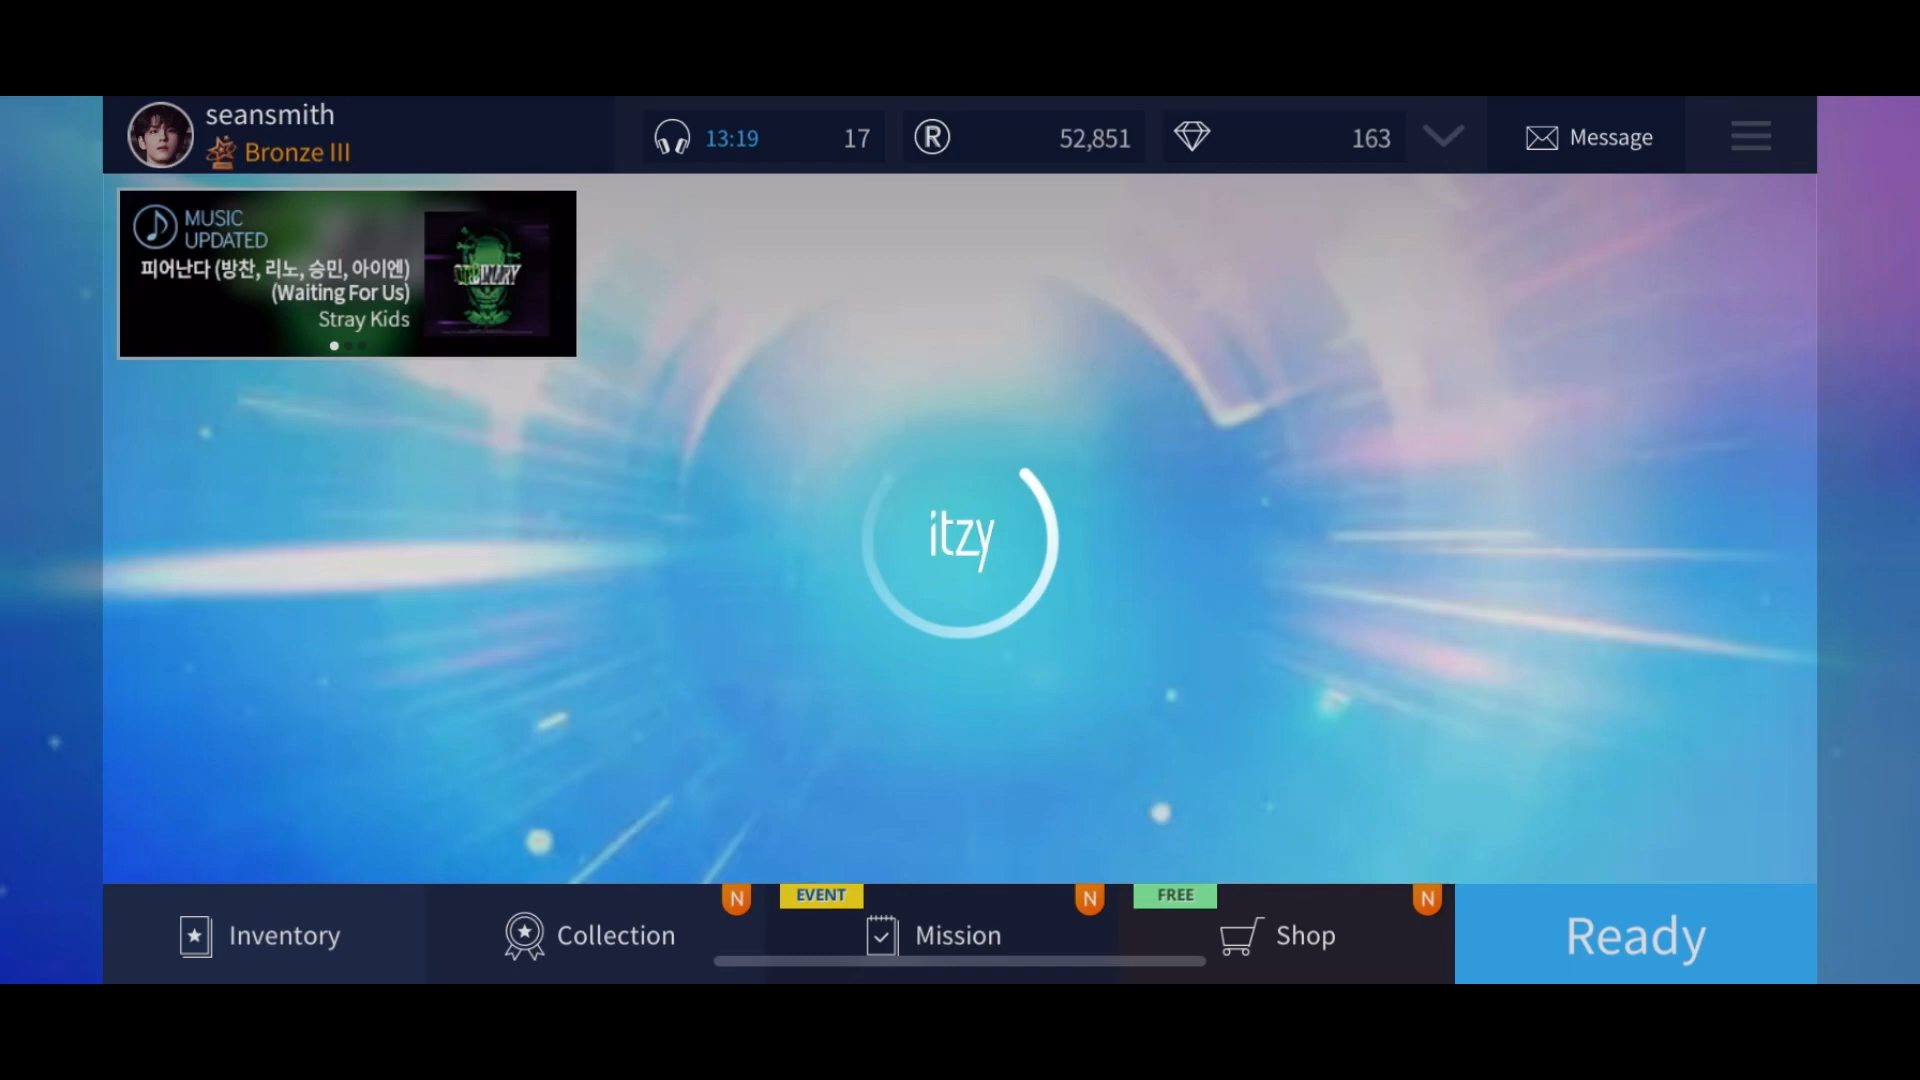 seansmith
Bronze III
13:19
17
R
52,851
163
Message
MUSIC
UPDATED
피어난다 (방찬, 리노, 승민, 아이엔)
(Waiting For Us)
Stray Kids
ODDINARY
itzy
Inventory
N
Collection
EVENT
N
Mission
FREE
N
Shop
Ready